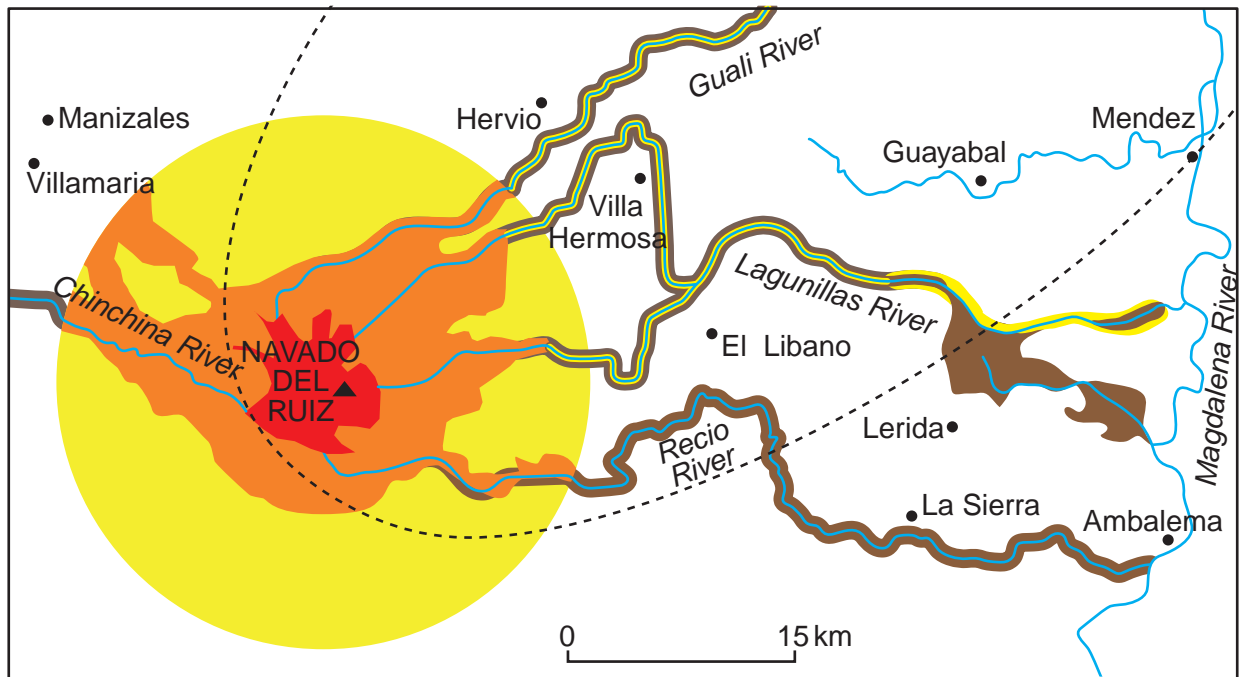 Guali River
Manizales
Hervio
Mendez
Guayabal
Villamaria
Villa
Hermosa
Chinchina River
Lagunillas River
Magdalena River
NAVADO
DEL
RUIZ
El Libano
Lerida
Recio
River
La Sierra
Ambalema
0 15 km